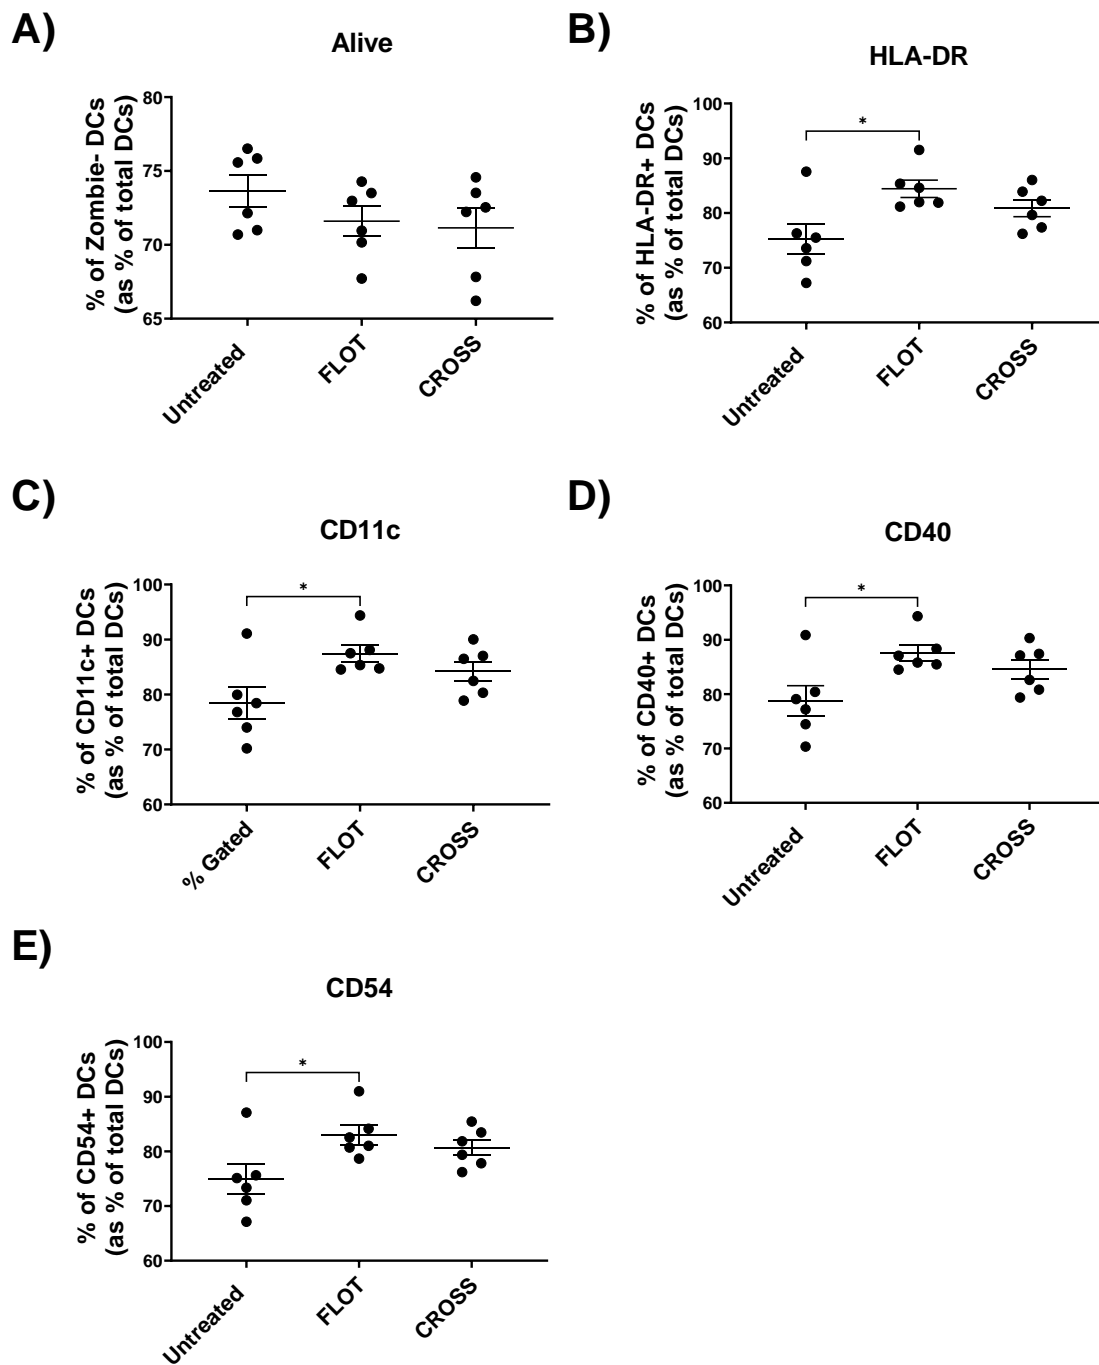 A)
Alive
% of Zombie- DCs
(as % of total DCs)
80
75
70
65
Untreated
FLOT
CROSS
B)
HLA-DR
% of HLA-DR+ DCs
(as % of total DCs)
100
90
80
70
60
*
Untreated
FLOT
CROSS
C)
CD11c
% of CD11c+ DCs
(as % of total DCs)
100
90
80
70
60
*
% Gated
FLOT
CROSS
D)
CD40
% of CD40+ DCs
(as % of total DCs)
100
90
80
70
60
*
Untreated
FLOT
CROSS
E)
CD54
% of CD54+ DCs
(as % of total DCs)
100
90
80
70
60
*
Untreated
FLOT
CROSS